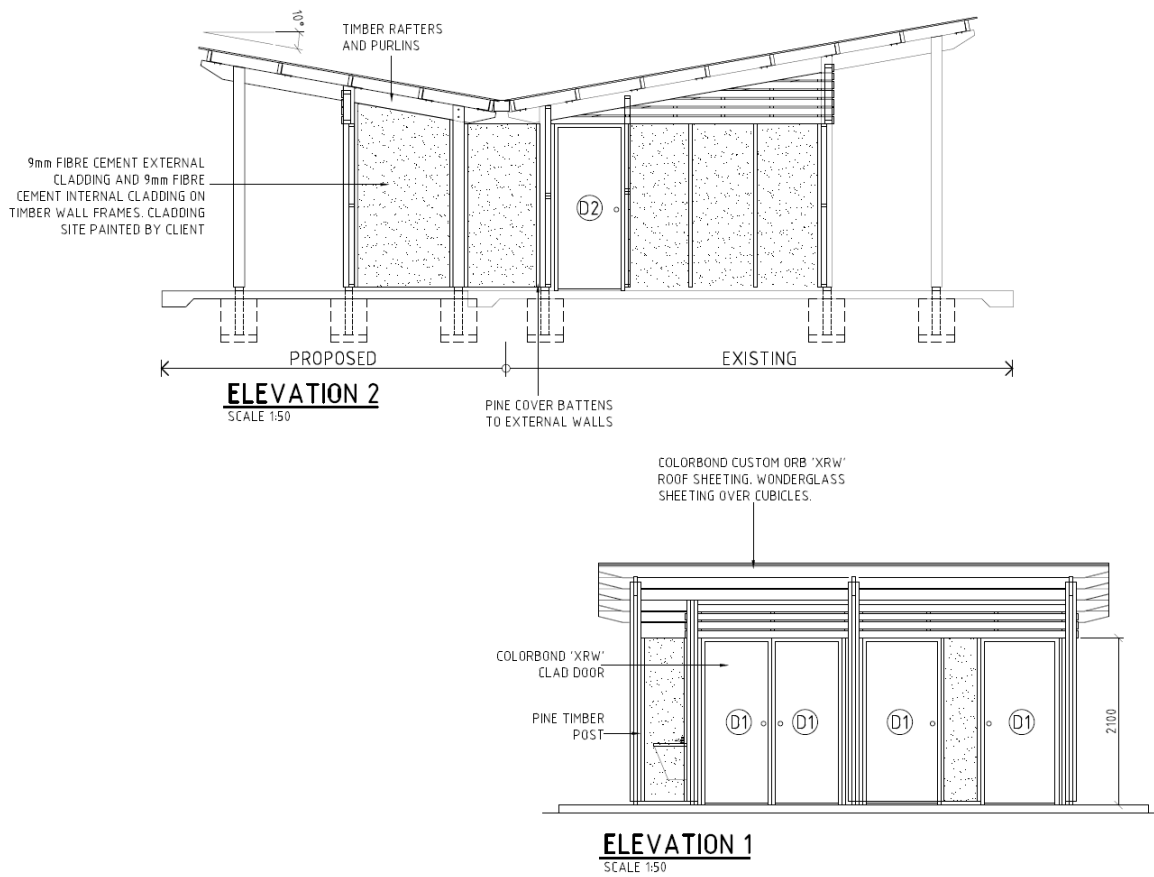 10°
TIMBER RAFTERS
AND PURLINS
9mm FIBRE CEMENT EXTERNAL
CLADDING AND 9mm FIBRE
CEMENT INTERNAL CLADDING ON
TIMBER WALL FRAMES. CLADDING
SITE PAINTED BY CLIENT
D2
PROPOSED
EXISTING
ELEVATION 2
SCALE 1:50
PINE COVER BATTENS
TO EXTERNAL WALLS
COLORBOND CUSTOM ORB 'XRW'
ROOF SHEETING. WONDERGLASS
SHEETING OVER CUBICLES.
COLORBOND 'XRW'
CLAD DOOR
PINE TIMBER
POST
D1
D1
D1
D1
2100
ELEVATION 1
SCALE 1:50